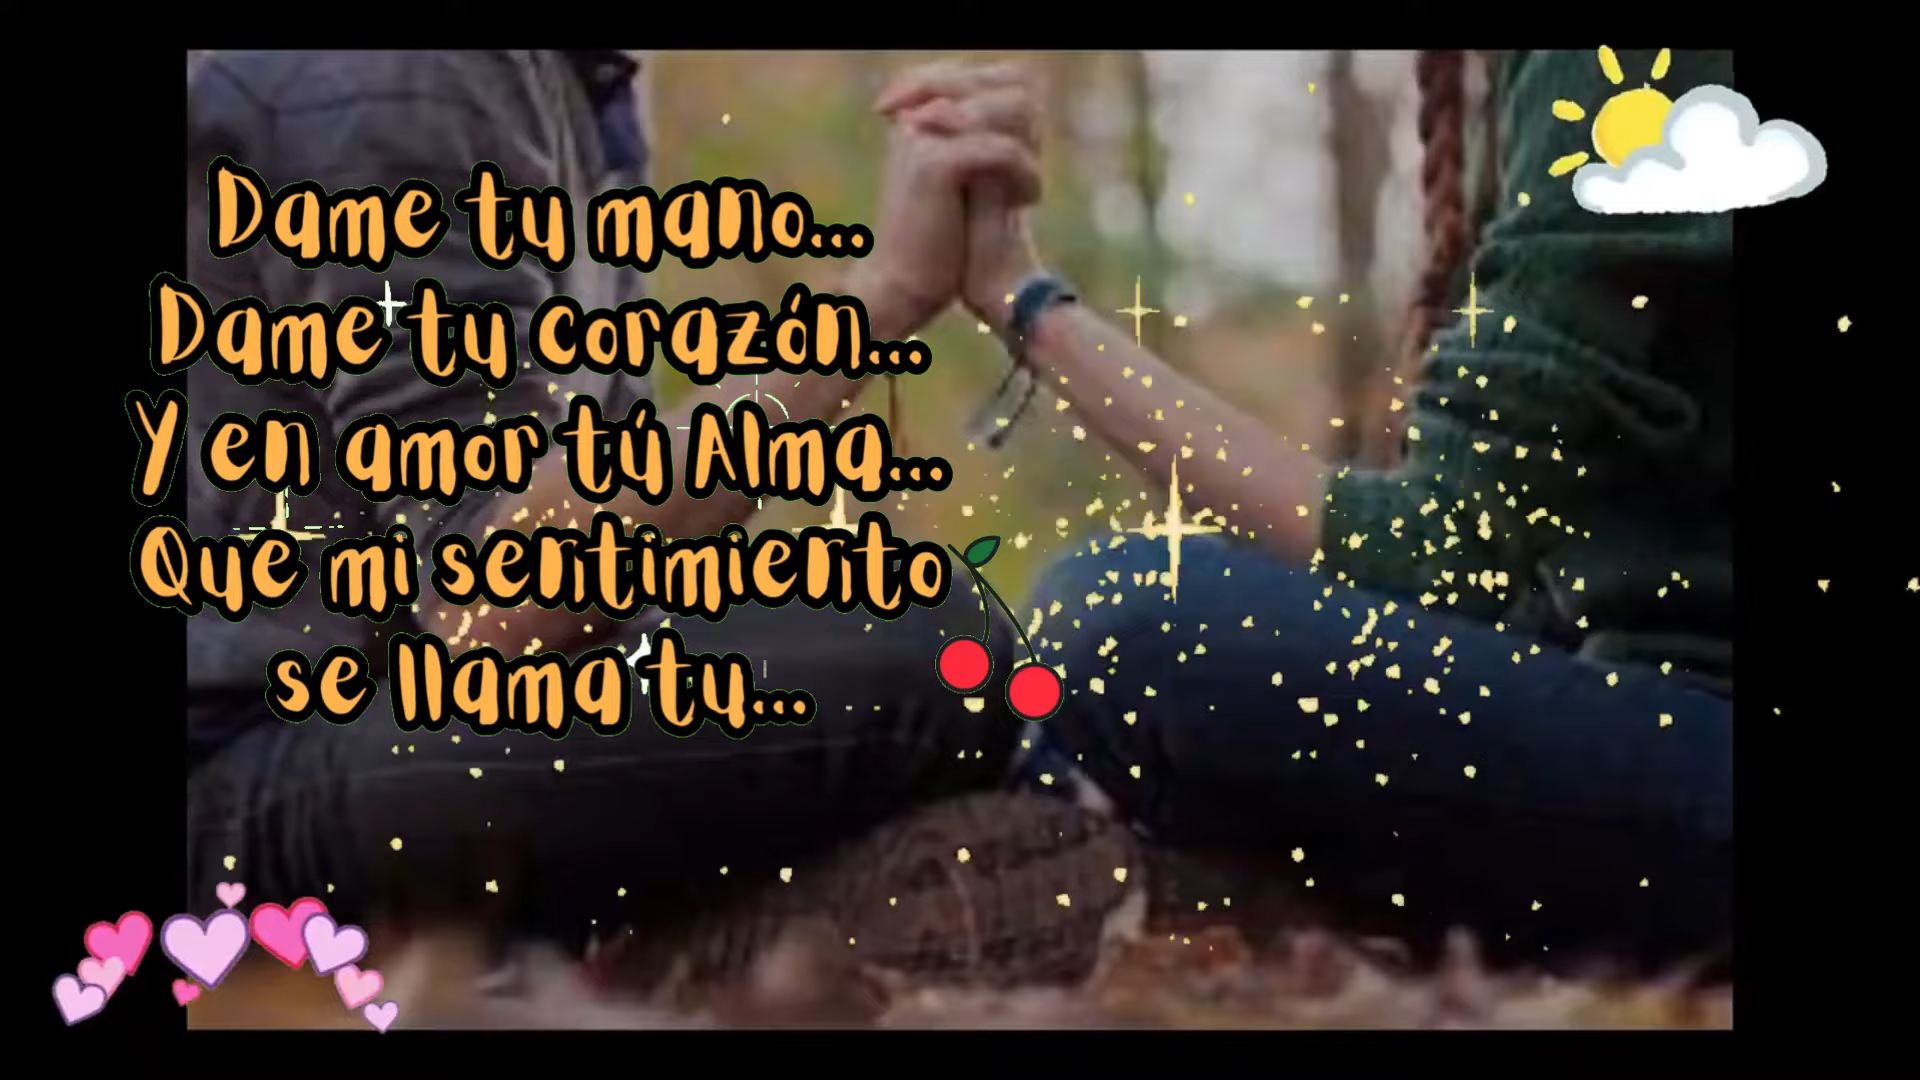 Dame tu mano...
Dame tu corazón...
Y en amor tú Alma...
Que mi sentimiento
se llama tu...